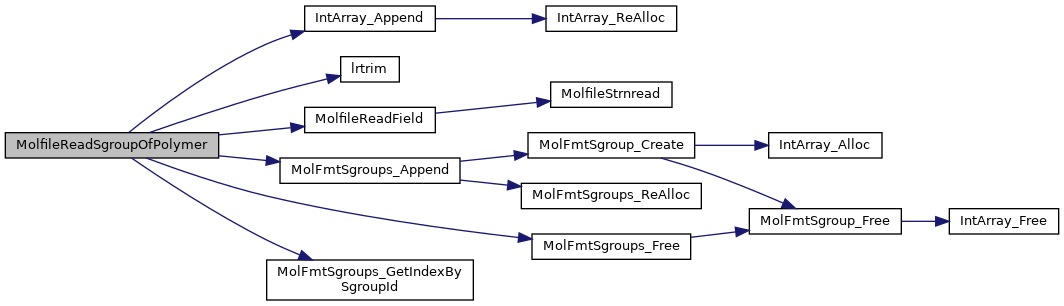 IntArray_Append
IntArray_ReAlloc
lrtrim
MolfileStrnread
MolfileReadField
MolfileReadSgroupOfPolymer
MolFmtSgroup_Create
IntArray_Alloc
MolFmtSgroups_Append
MolFmtSgroups_ReAlloc
MolFmtSgroup_Free
IntArray_Free
MolFmtSgroups_Free
MolFmtSgroups_GetIndexBy
SgroupId